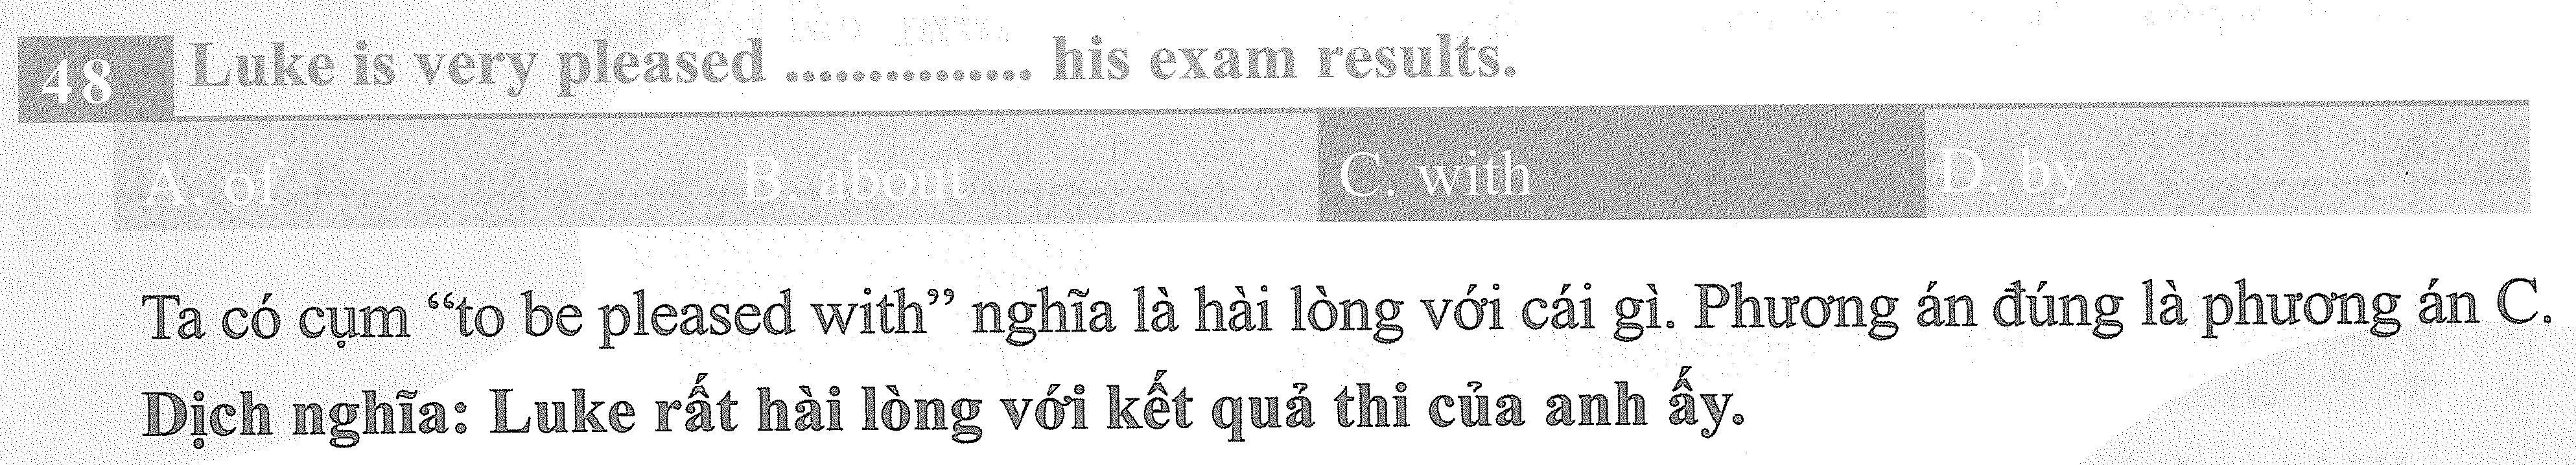 48 Luke is very pleased ............... his exam results.
A. of B. about C. with D. by
Ta có cụm “to be pleased with” nghĩa là hài lòng với cái gì. Phương án đúng là phương án C.
Dịch nghĩa: Luke rất hài lòng với kết quả thi của anh ấy.